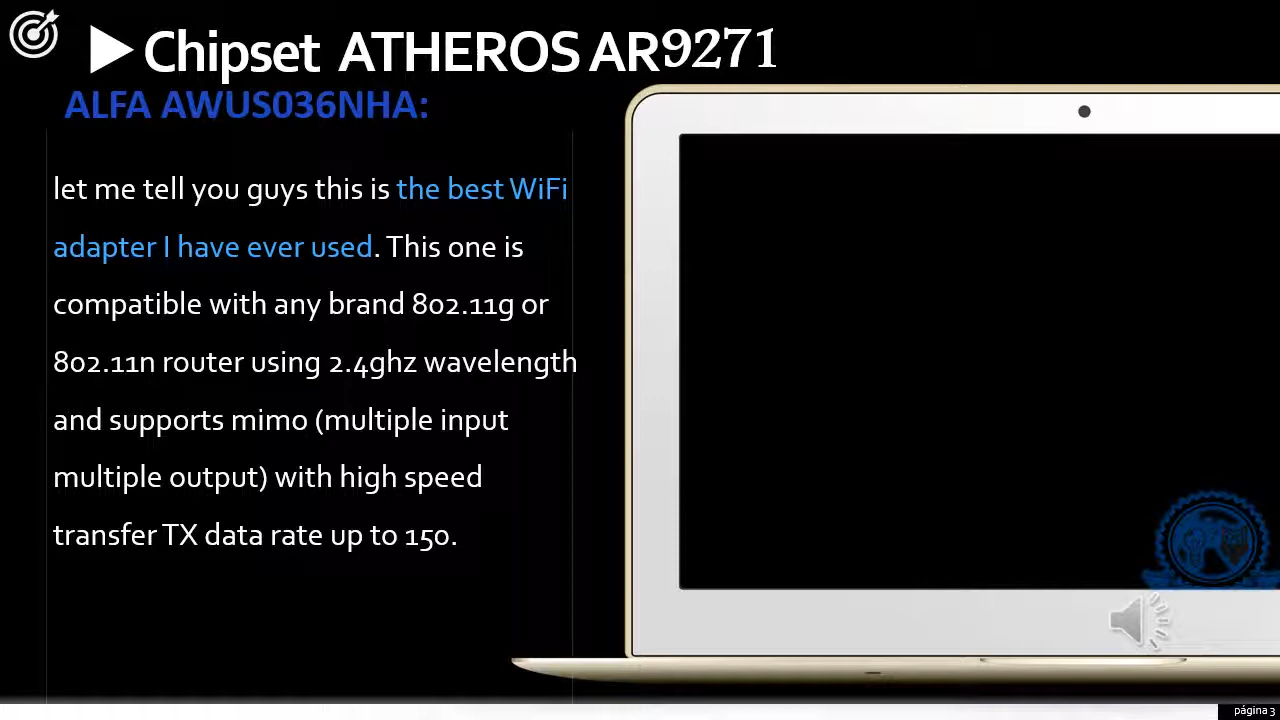 Chipset ATHEROS AR9271
ALFA AWUS036NHA:
let me tell you guys this is the best WiFi
adapter I have ever used. This one is
compatible with any brand 802.11g or
802.11n router using 2.4ghz wavelength
and supports mimo (multiple input
multiple output) with high speed
transfer TX data rate up to 150.
página 3